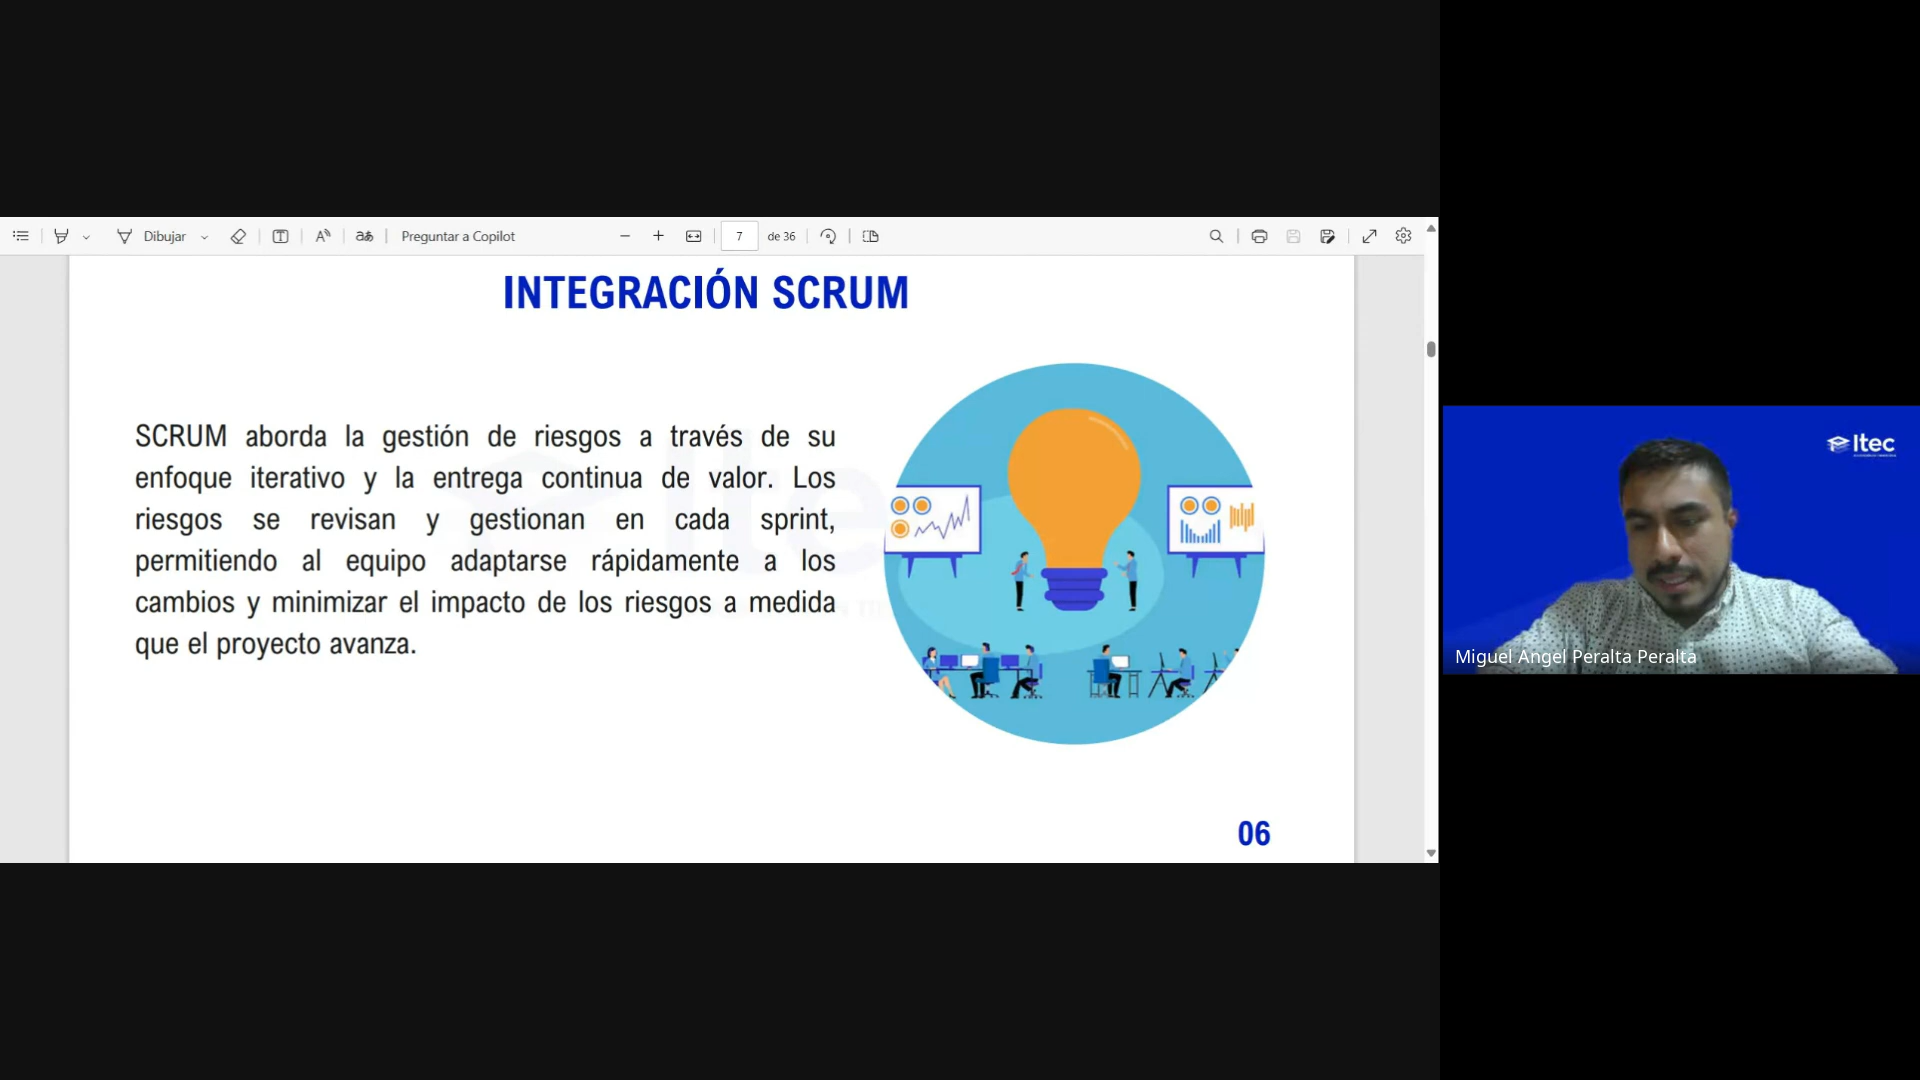 Dibujar
Preguntar a Copilot
7 de 36
INTEGRACIÓN SCRUM
SCRUM aborda la gestión de riesgos a través de su
enfoque iterativo y la entrega continua de valor. Los
riesgos se revisan y gestionan en cada sprint,
permitiendo al equipo adaptarse rápidamente a los
cambios y minimizar el impacto de los riesgos a medida
que el proyecto avanza.
Itec
06
Itec
Miguel Angel Peralta Peralta